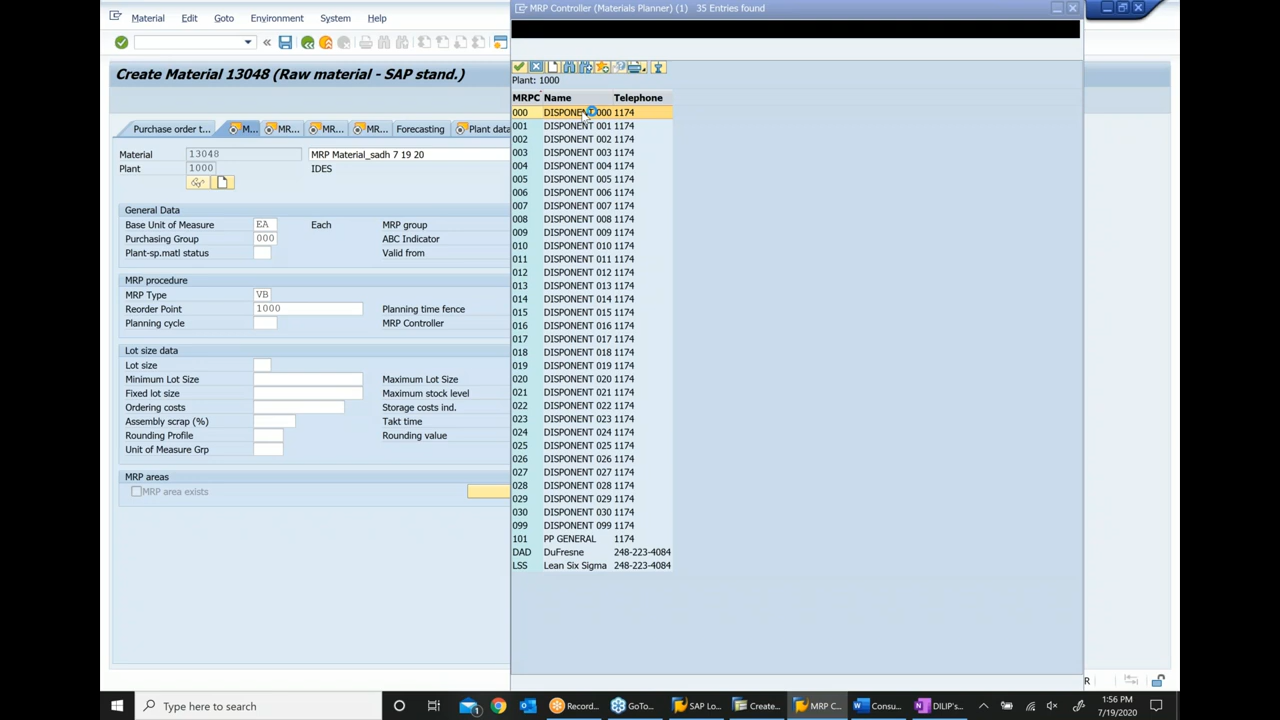 Material Edit Goto Environment System Help
Create Material 13048 (Raw material - SAP stand.)
Purchase order t... M... MR... MR... MR... Forecasting Plant data
Material 13048 MRP Material_sadh 7 19 20
Plant 1000 IDES
General Data
Base Unit of Measure EA Each MRP group
Purchasing Group 000 ABC Indicator
Plant-sp.matl status Valid from
MRP procedure
MRP Type VB
Reorder Point 1000 Planning time fence
Planning cycle MRP Controller
Lot size data
Lot size
Minimum Lot Size Maximum Lot Size
Fixed lot size Maximum stock level
Ordering costs Storage costs ind.
Assembly scrap (%) Takt time
Rounding Profile Rounding value
Unit of Measure Grp
MRP areas
MRP area exists
MRP Controller (Materials Planner) (1) 35 Entries found
Plant: 1000
MRPC Name Telephone
000 DISPONENT 000 1174
001 DISPONENT 001 1174
002 DISPONENT 002 1174
003 DISPONENT 003 1174
004 DISPONENT 004 1174
005 DISPONENT 005 1174
006 DISPONENT 006 1174
007 DISPONENT 007 1174
008 DISPONENT 008 1174
009 DISPONENT 009 1174
010 DISPONENT 010 1174
011 DISPONENT 011 1174
012 DISPONENT 012 1174
013 DISPONENT 013 1174
014 DISPONENT 014 1174
015 DISPONENT 015 1174
016 DISPONENT 016 1174
017 DISPONENT 017 1174
018 DISPONENT 018 1174
019 DISPONENT 019 1174
020 DISPONENT 020 1174
021 DISPONENT 021 1174
022 DISPONENT 022 1174
023 DISPONENT 023 1174
024 DISPONENT 024 1174
025 DISPONENT 025 1174
026 DISPONENT 026 1174
027 DISPONENT 027 1174
028 DISPONENT 028 1174
029 DISPONENT 029 1174
030 DISPONENT 030 1174
099 DISPONENT 099 1174
101 PP GENERAL 1174
DAD DuFresne 248-223-4084
LSS Lean Six Sigma 248-223-4084
R
Type here to search
Record... GoTo... SAP Lo... Create... MRP C... Consu... DILIP's...
1:56 PM
7/19/2020